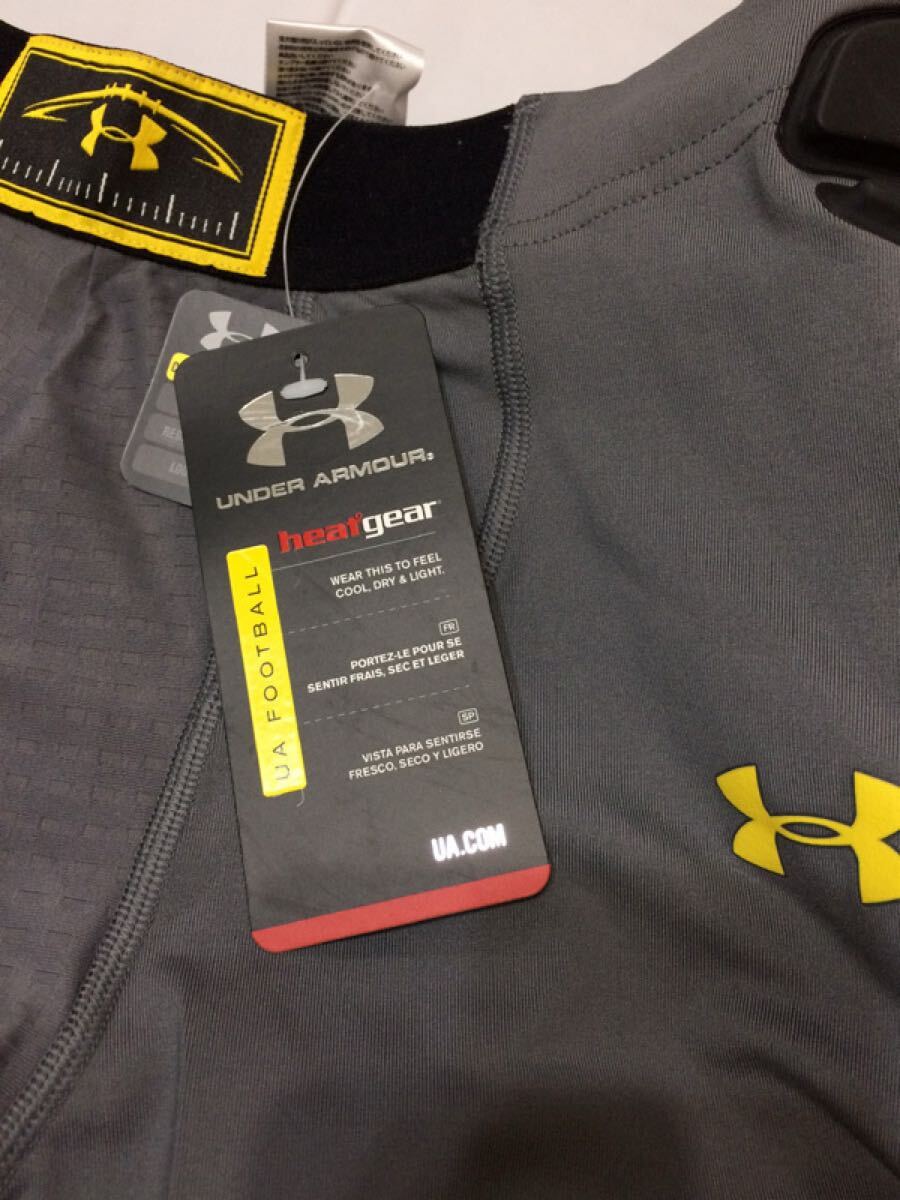 UNDER ARMOUR
heatgear
WEAR THIS TO FEEL
COOL, DRY & LIGHT.
FR
PORTEZ-LE POUR SE
SENTIR FRAIS, SEC ET LEGER
SP
VISTA PARA SENTIRSE
FRESCO, SECO Y LIGERO
UA FOOTBALL
UA.COM